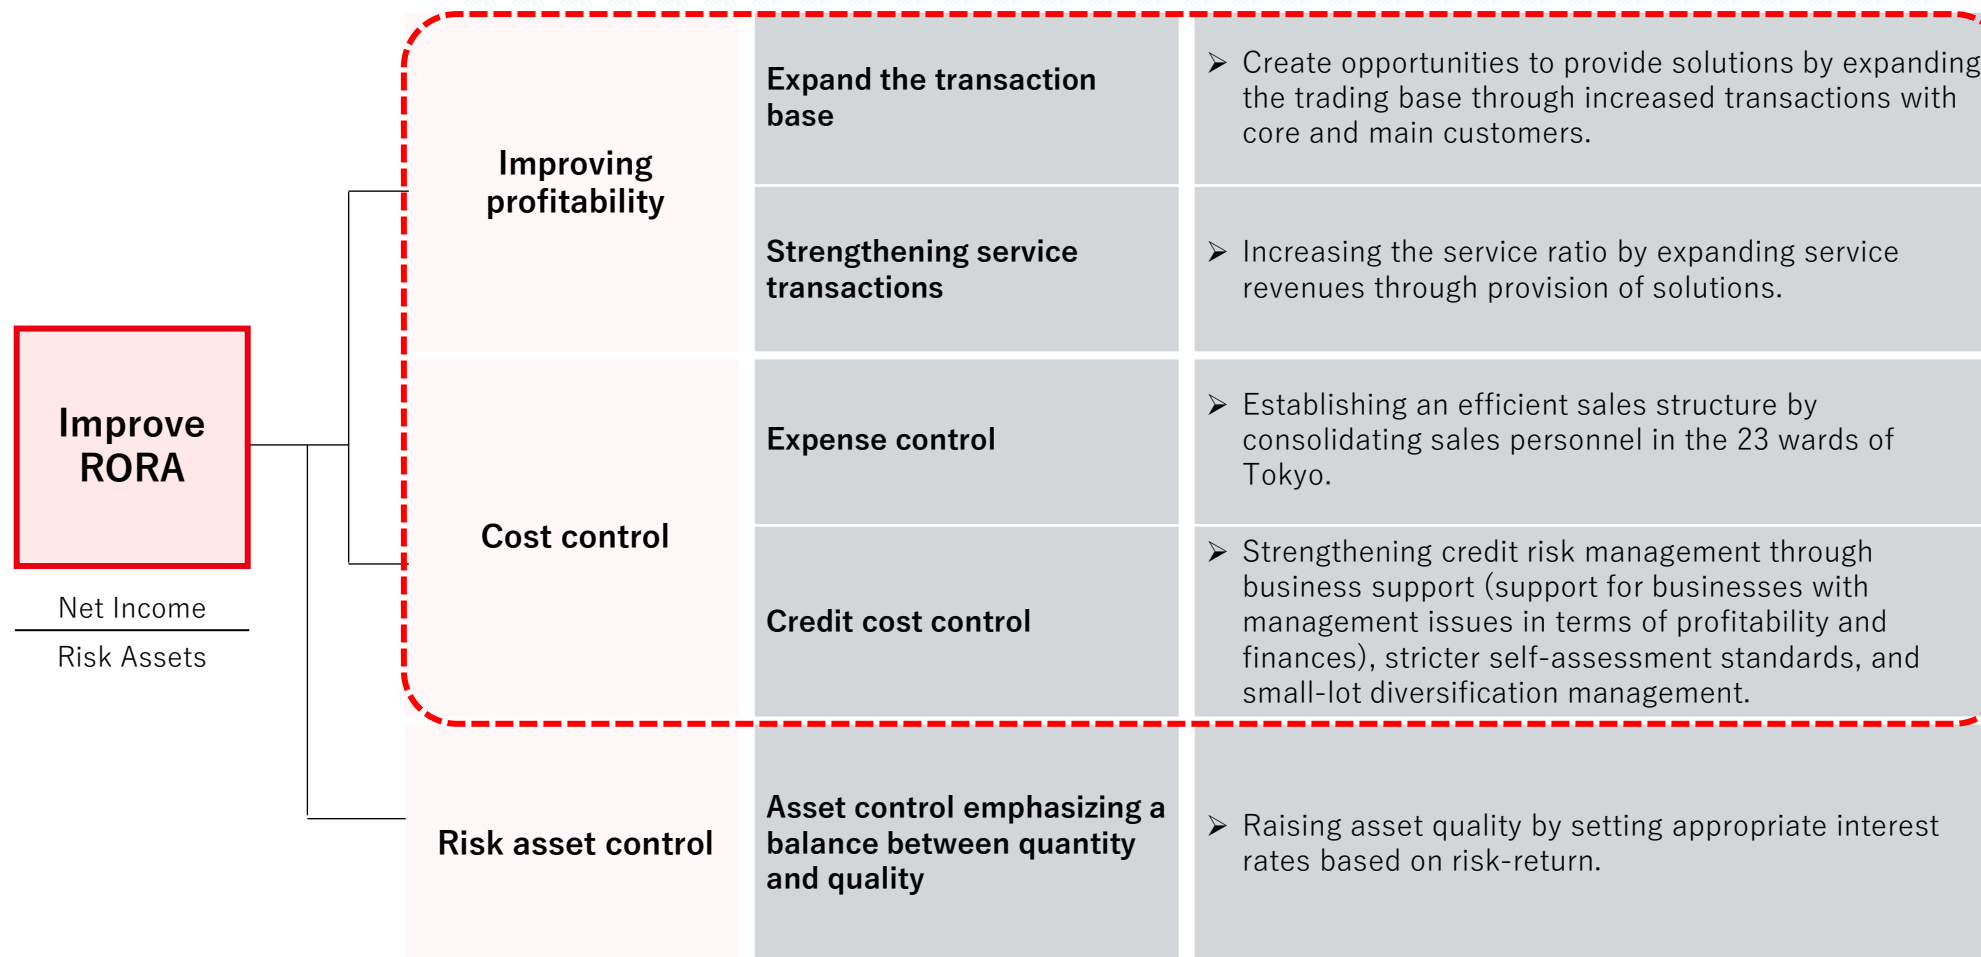 Improve
RORA
Net Income
Risk Assets
Improving
profitability
Expand the transaction
base
➢ Create opportunities to provide solutions by expanding
the trading base through increased transactions with
core and main customers.
Strengthening service
transactions
➢ Increasing the service ratio by expanding service
revenues through provision of solutions.
Cost control
Expense control
➢ Establishing an efficient sales structure by
consolidating sales personnel in the 23 wards of
Tokyo.
Credit cost control
➢ Strengthening credit risk management through
business support (support for businesses with
management issues in terms of profitability and
finances), stricter self-assessment standards, and
small-lot diversification management.
Risk asset control
Asset control emphasizing a
balance between quantity
and quality
➢ Raising asset quality by setting appropriate interest
rates based on risk-return.